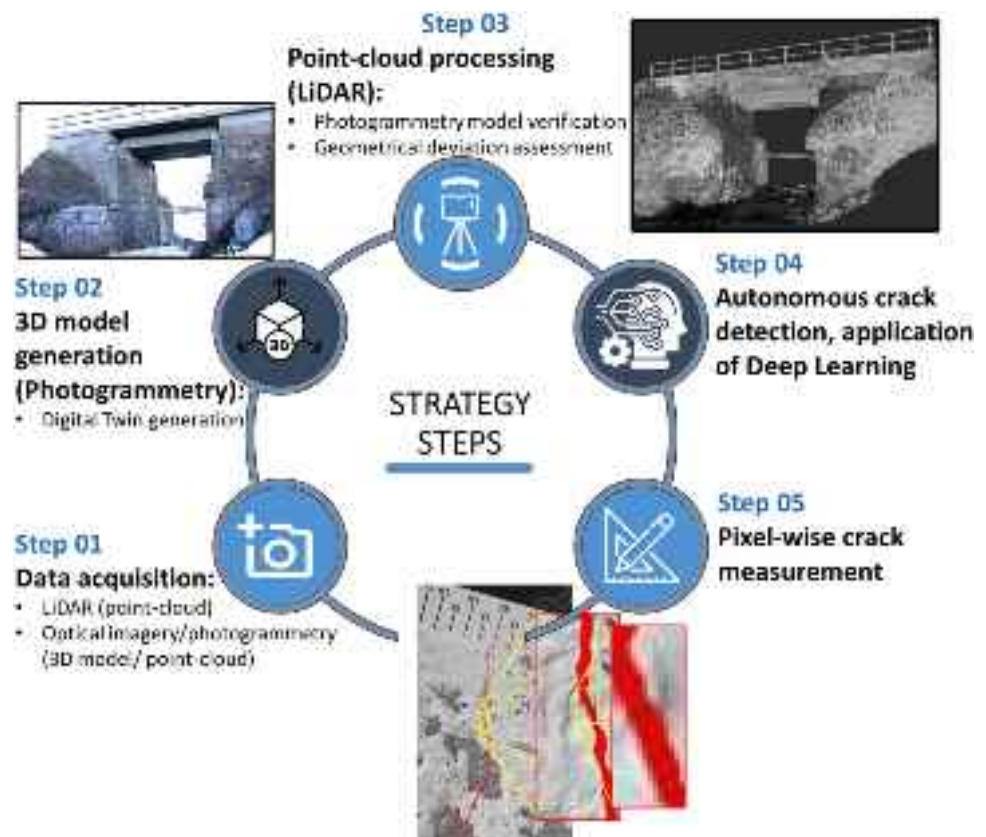 Step 03
Point-cloud processing
(LiDAR):
• Photogrammetry model verification
• Geometrical deviation assessment
Step 02
3D model
generation
(Photogrammetry):
• Digital Twin generation
3D
Step 04
Autonomous crack
detection, application
of Deep Learning
STRATEGY
STEPS
Step 01
Data acquisition:
• LiDAR (point-cloud)
• Optical imagery/photogrammetry
(3D model/ point-cloud)
Step 05
Pixel-wise crack
measurement